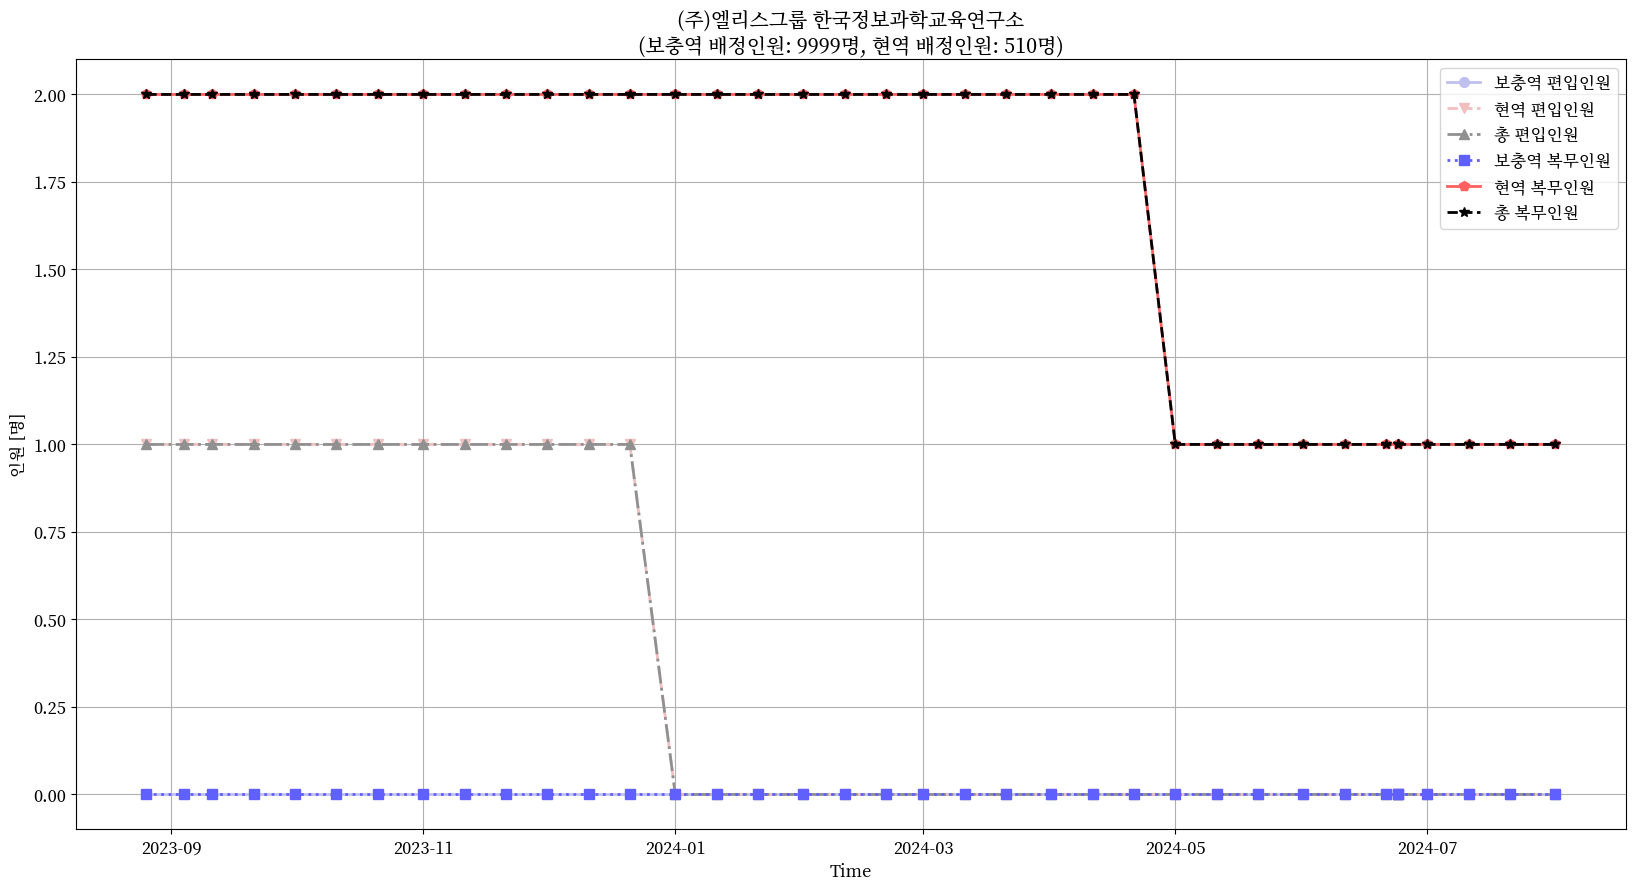 (주)엘리스그룹 한국정보과학교육연구소
(보충역 배정인원: 9999명, 현역 배정인원: 510명)
보충역 편입인원
현역 편입인원
총 편입인원
보충역 복무인원
현역 복무인원
총 복무인원
인원 [명]
2.00
1.75
1.50
1.25
1.00
0.75
0.50
0.25
0.00
2023-09
2023-11
2024-01
2024-03
2024-05
2024-07
Time